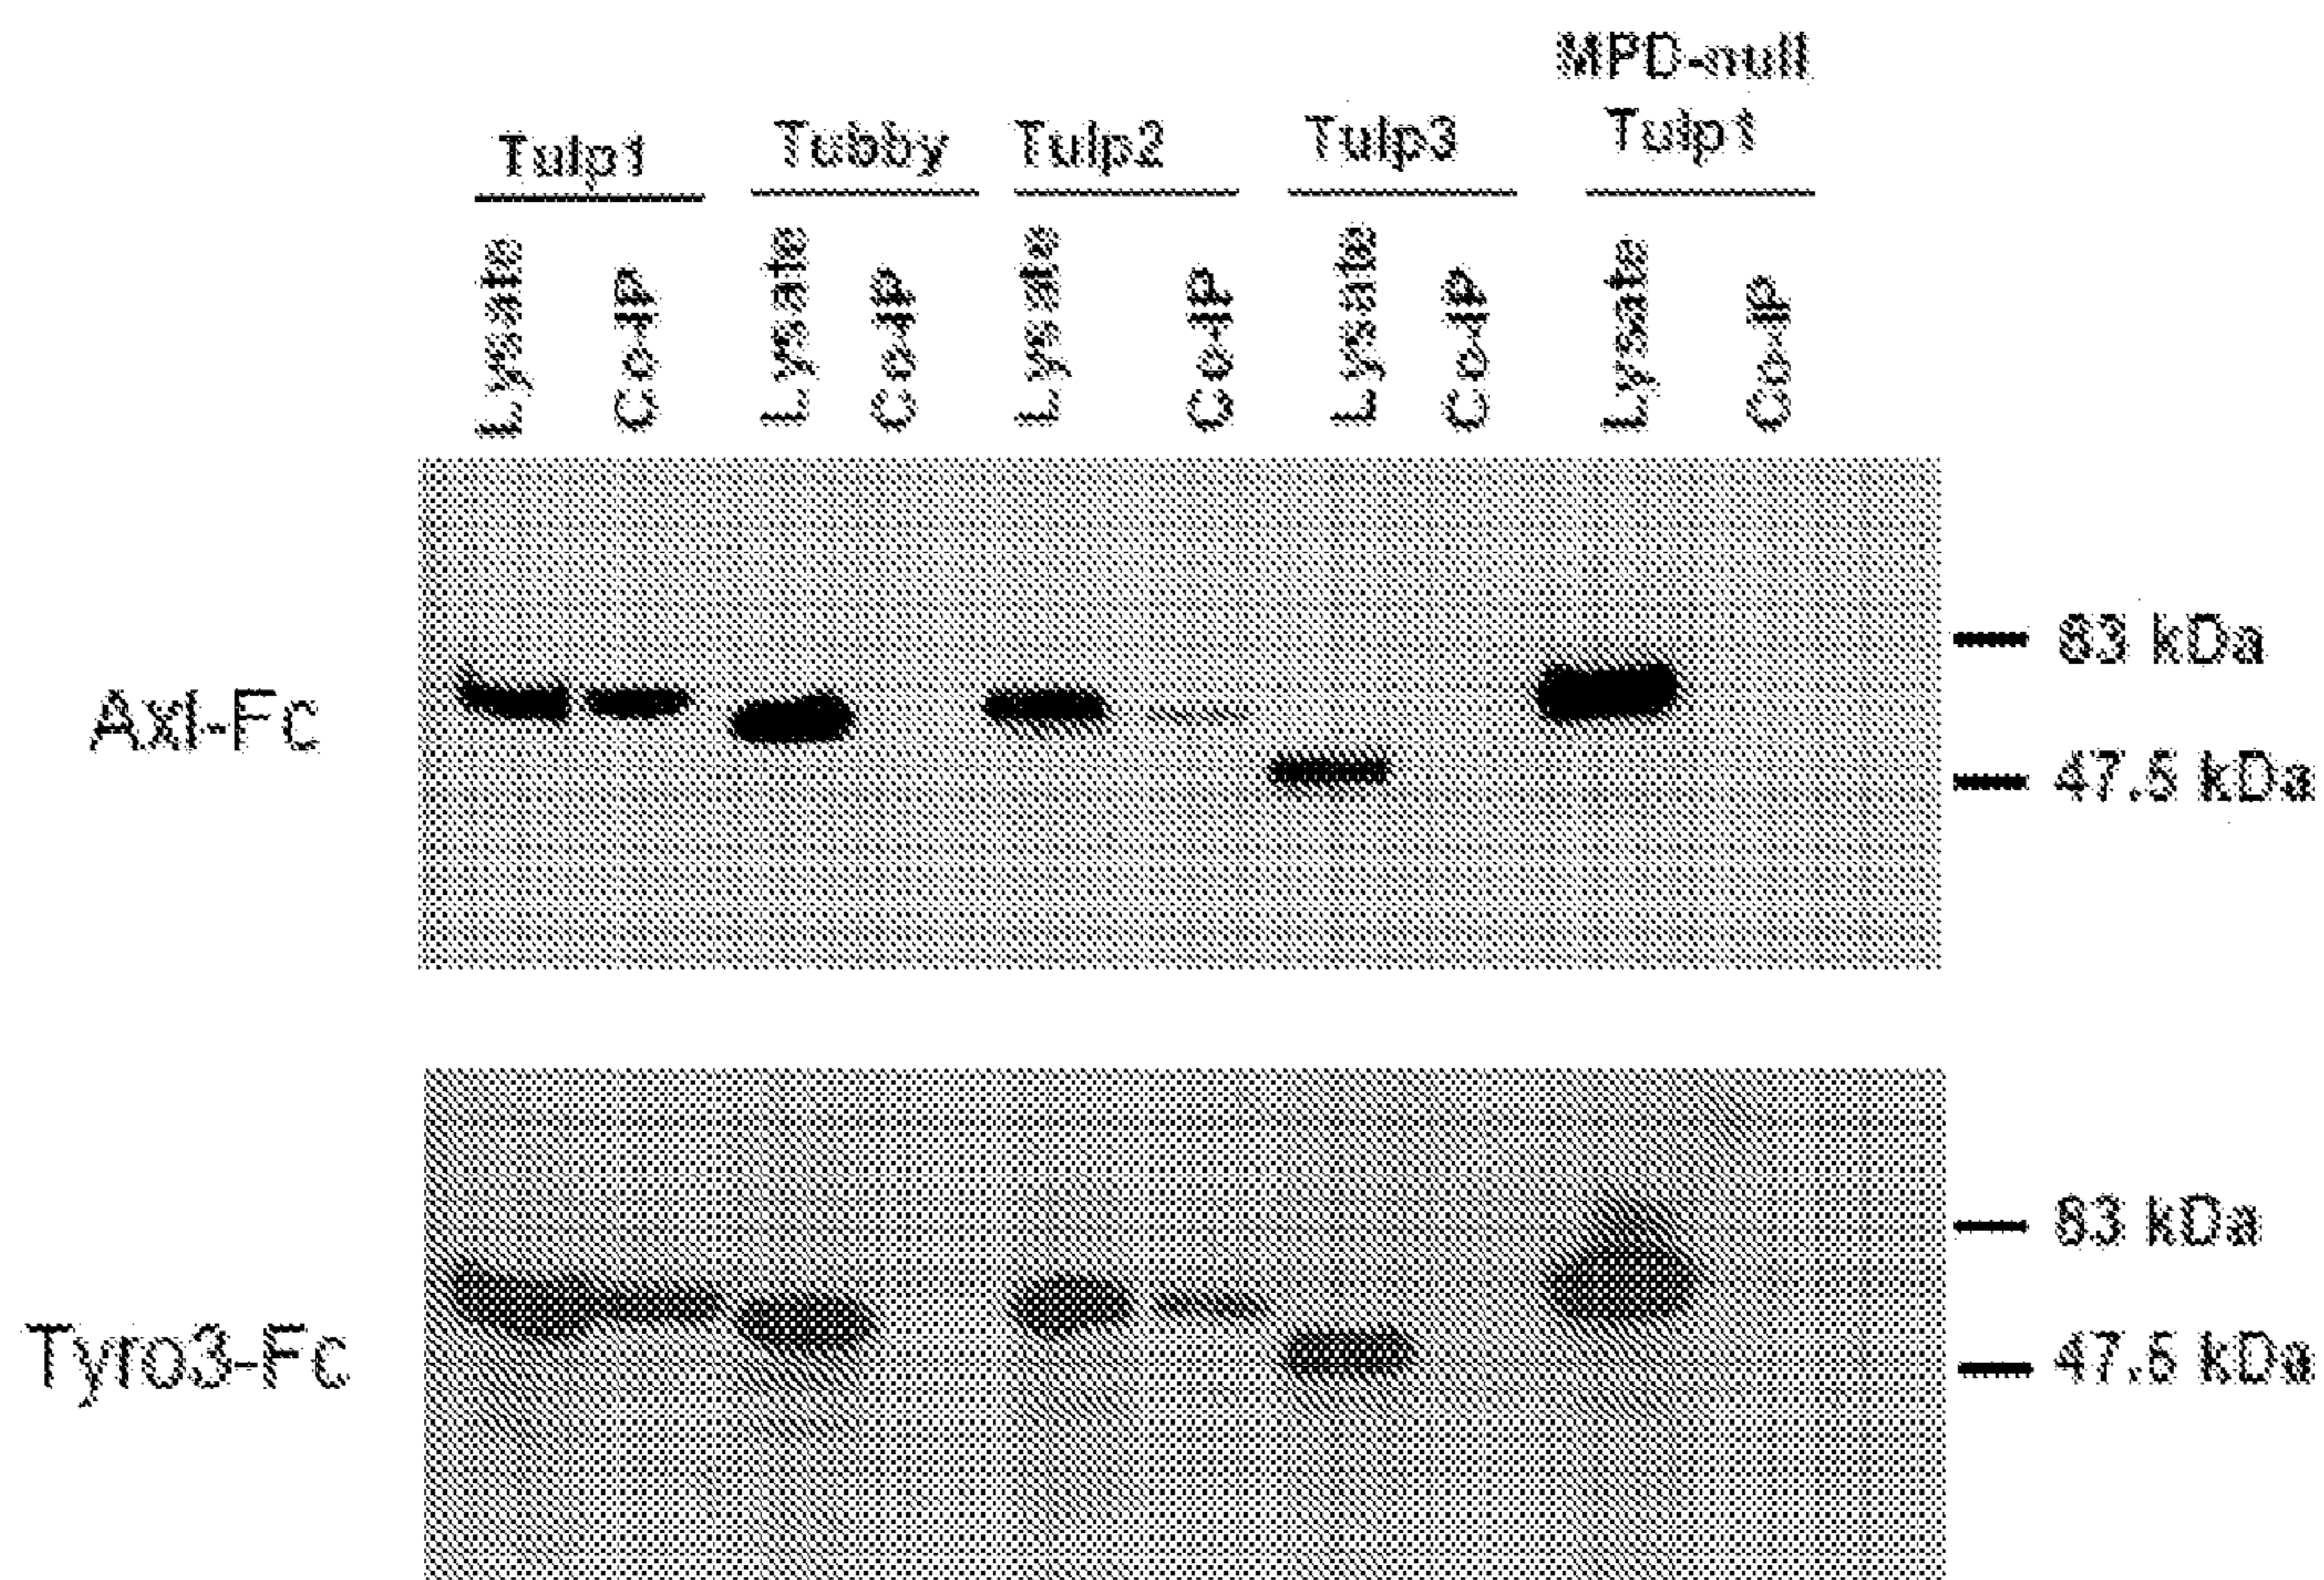 MPD-null
Tulp1 Tubby Tulp2 Tulp3 Tulp1
Lysate Co-IP Lysate Co-IP Lysate Co-IP Lysate Co-IP Lysate Co-IP
83 kDa
Axl-Fc
47.5 kDa
83 kDa
Tyro3-Fc
47.5 kDa